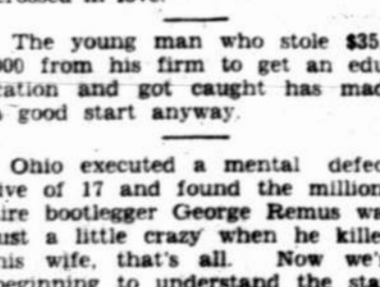 The young man who stole $35
000 from his firm to get an edu
cation and got caught has mad
good start anyway.
Ohio executed a mental defec
ive of 17 and found the million
ire bootlegger George Remus wa
ust a little crazy when he kille
his wife, that's all. Now we'
beginning to understand the sta